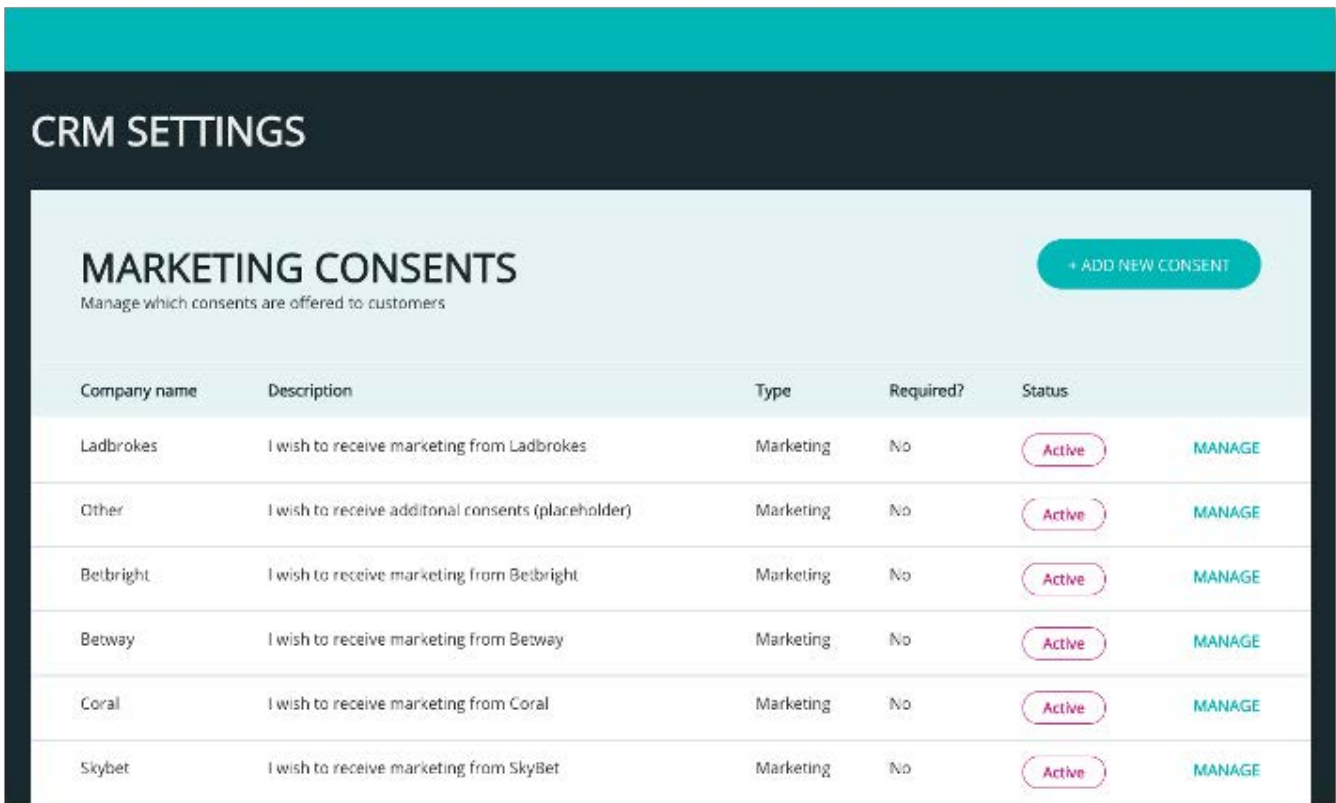 CRM SETTINGS
MARKETING CONSENTS
+ ADD NEW CONSENT
Manage which consents are offered to customers
Company name Description Type Required? Status
Ladbrokes I wish to receive marketing from Ladbrokes Marketing No Active MANAGE
Other I wish to receive additonal consents (placeholder) Marketing No Active MANAGE
Betbright I wish to receive marketing from Betbright Marketing No Active MANAGE
Betway I wish to receive marketing from Betway Marketing No Active MANAGE
Coral I wish to receive marketing from Coral Marketing No Active MANAGE
Skybet I wish to receive marketing from SkyBet Marketing No Active MANAGE